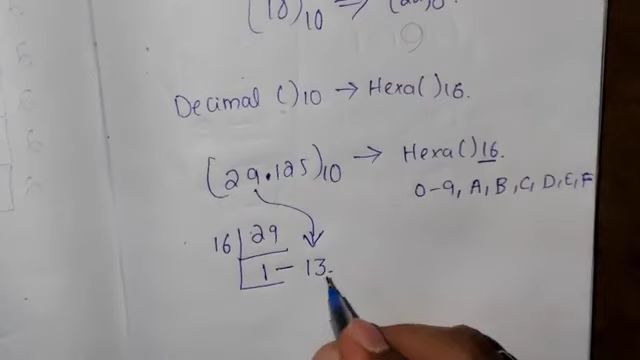 (18)10 ⇒ (
Decimal ( )10 → Hexa( )16.
(29.125)10 → Hexa( )16.
0-9, A, B, C, D, E, F
16 | 29
1 - 13.